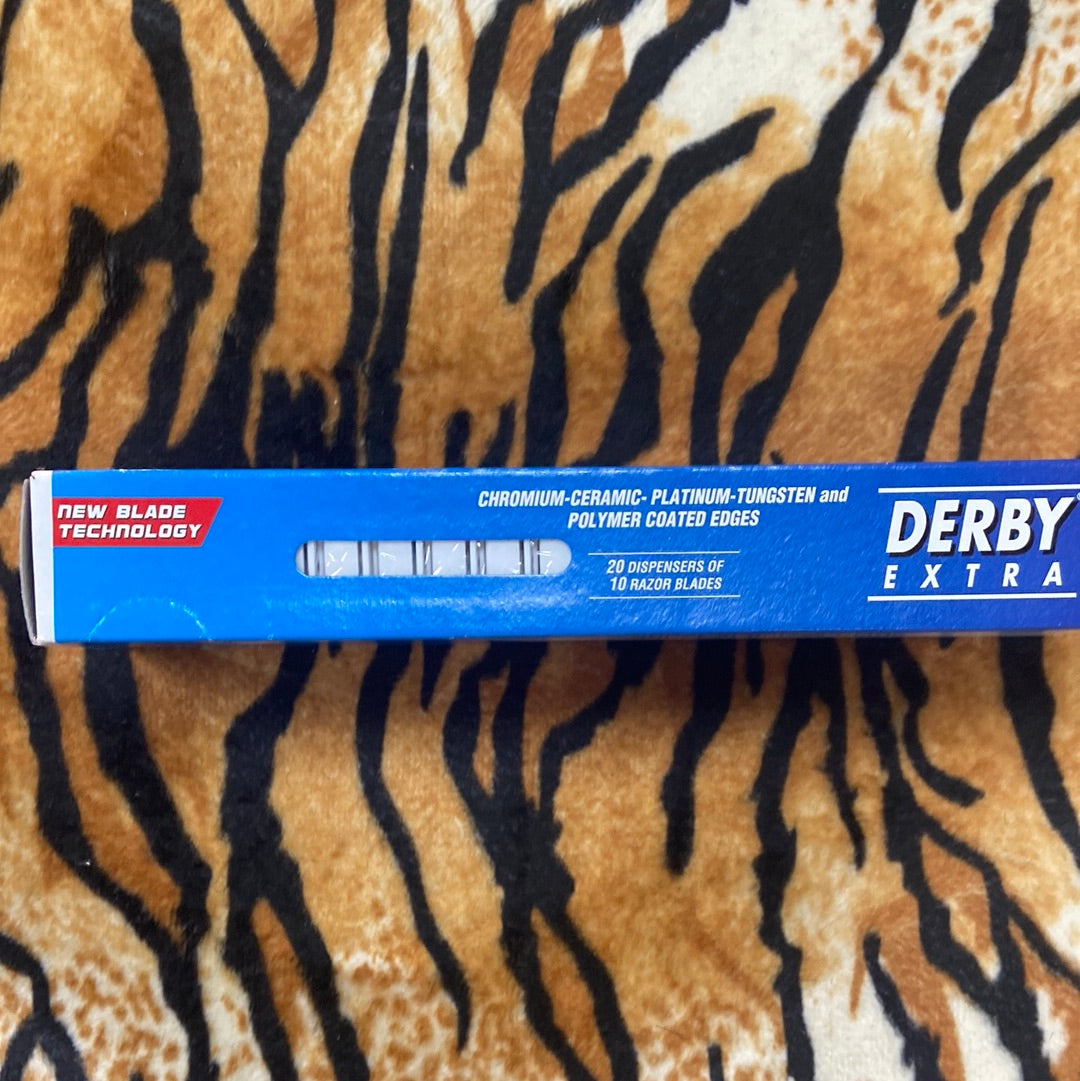 NEW BLADE
TECHNOLOGY
CHROMIUM-CERAMIC- PLATINUM-TUNGSTEN and
POLYMER COATED EDGES
20 DISPENSERS OF
10 RAZOR BLADES
DERBY
EXTRA